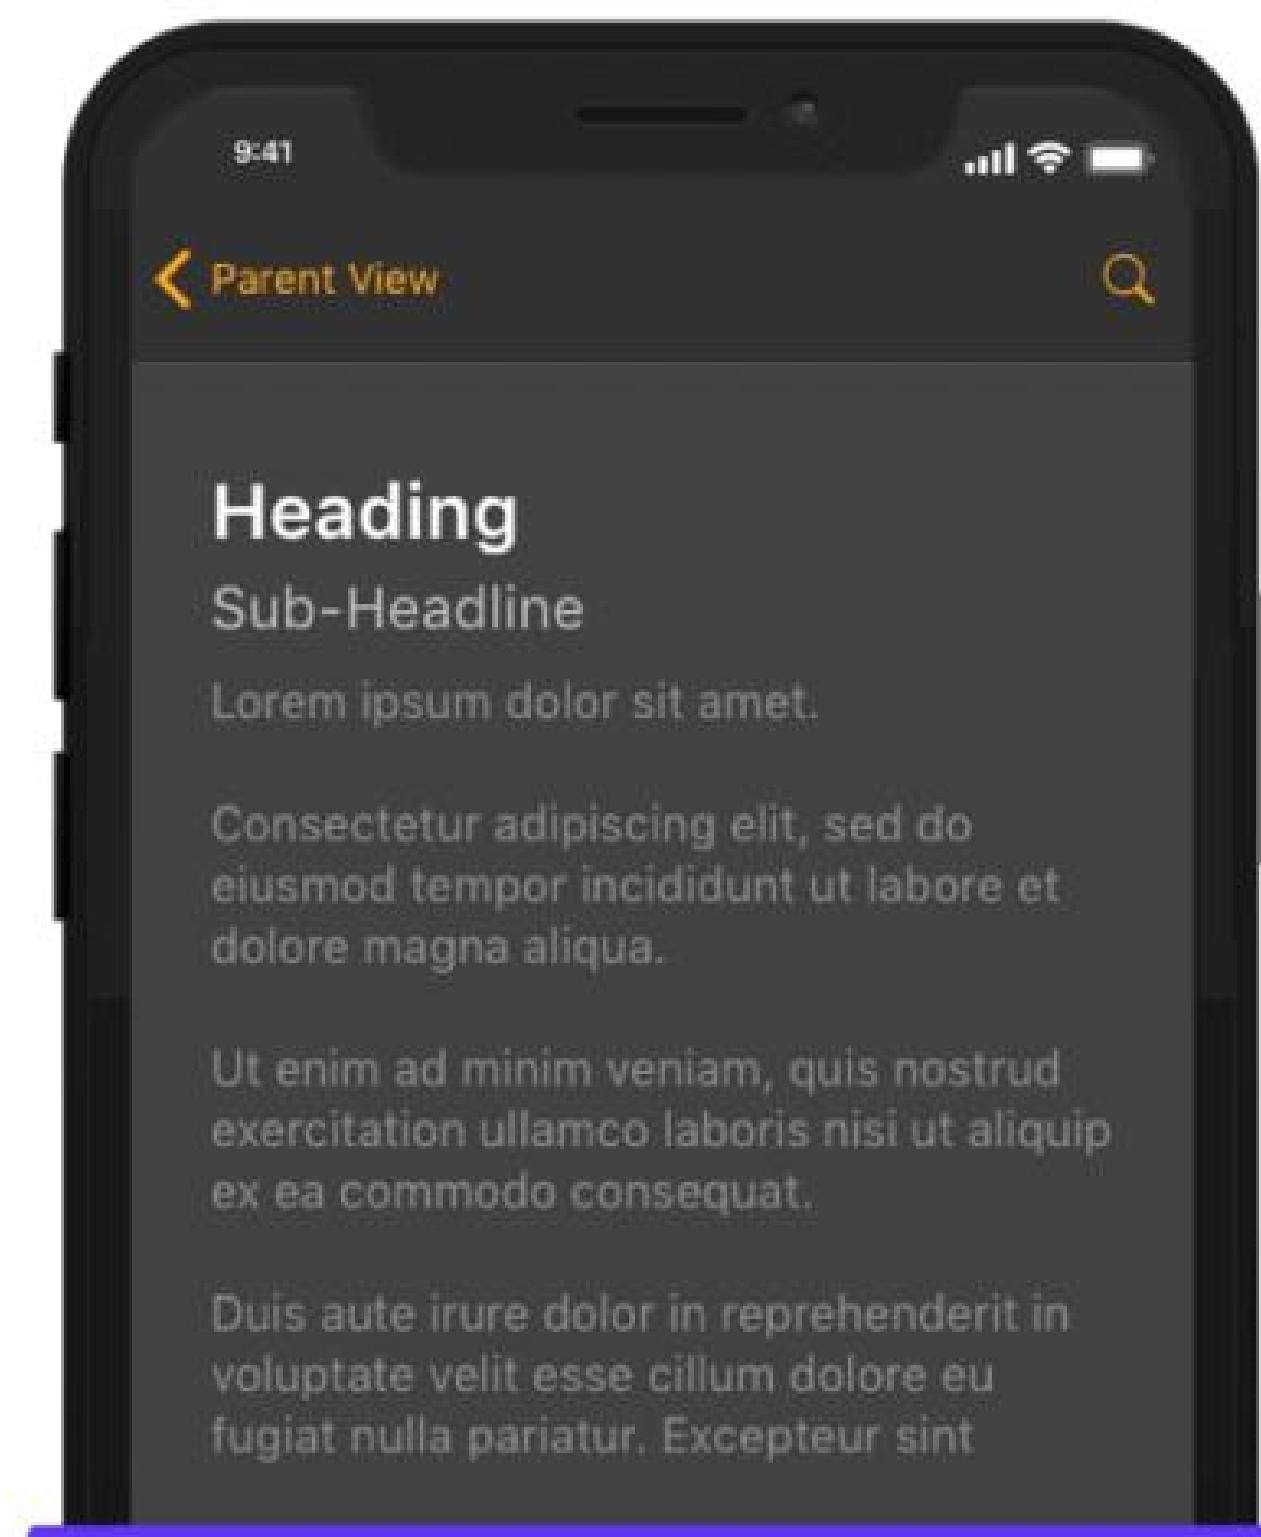 9:41
Parent View
Heading
Sub-Headline
Lorem ipsum dolor sit amet.
Consectetur adipiscing elit, sed do
eiusmod tempor incididunt ut labore et
dolore magna aliqua.
Ut enim ad minim veniam, quis nostrud
exercitation ullamco laboris nisi ut aliquip
ex ea commodo consequat.
Duis aute irure dolor in reprehenderit in
voluptate velit esse cillum dolore eu
fugiat nulla pariatur. Excepteur sint